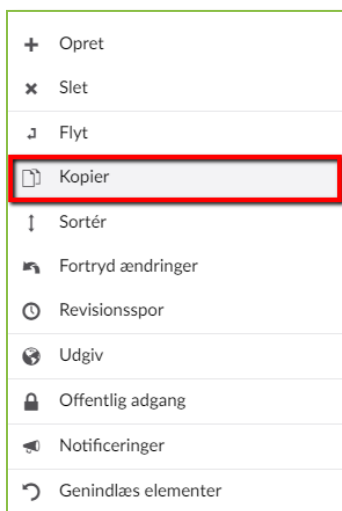 Opret
Slet
Flyt
Kopier
Sortér
Fortryd ændringer
Revisionsspor
Udgiv
Offentlig adgang
Notificeringer
Genindlæs elementer